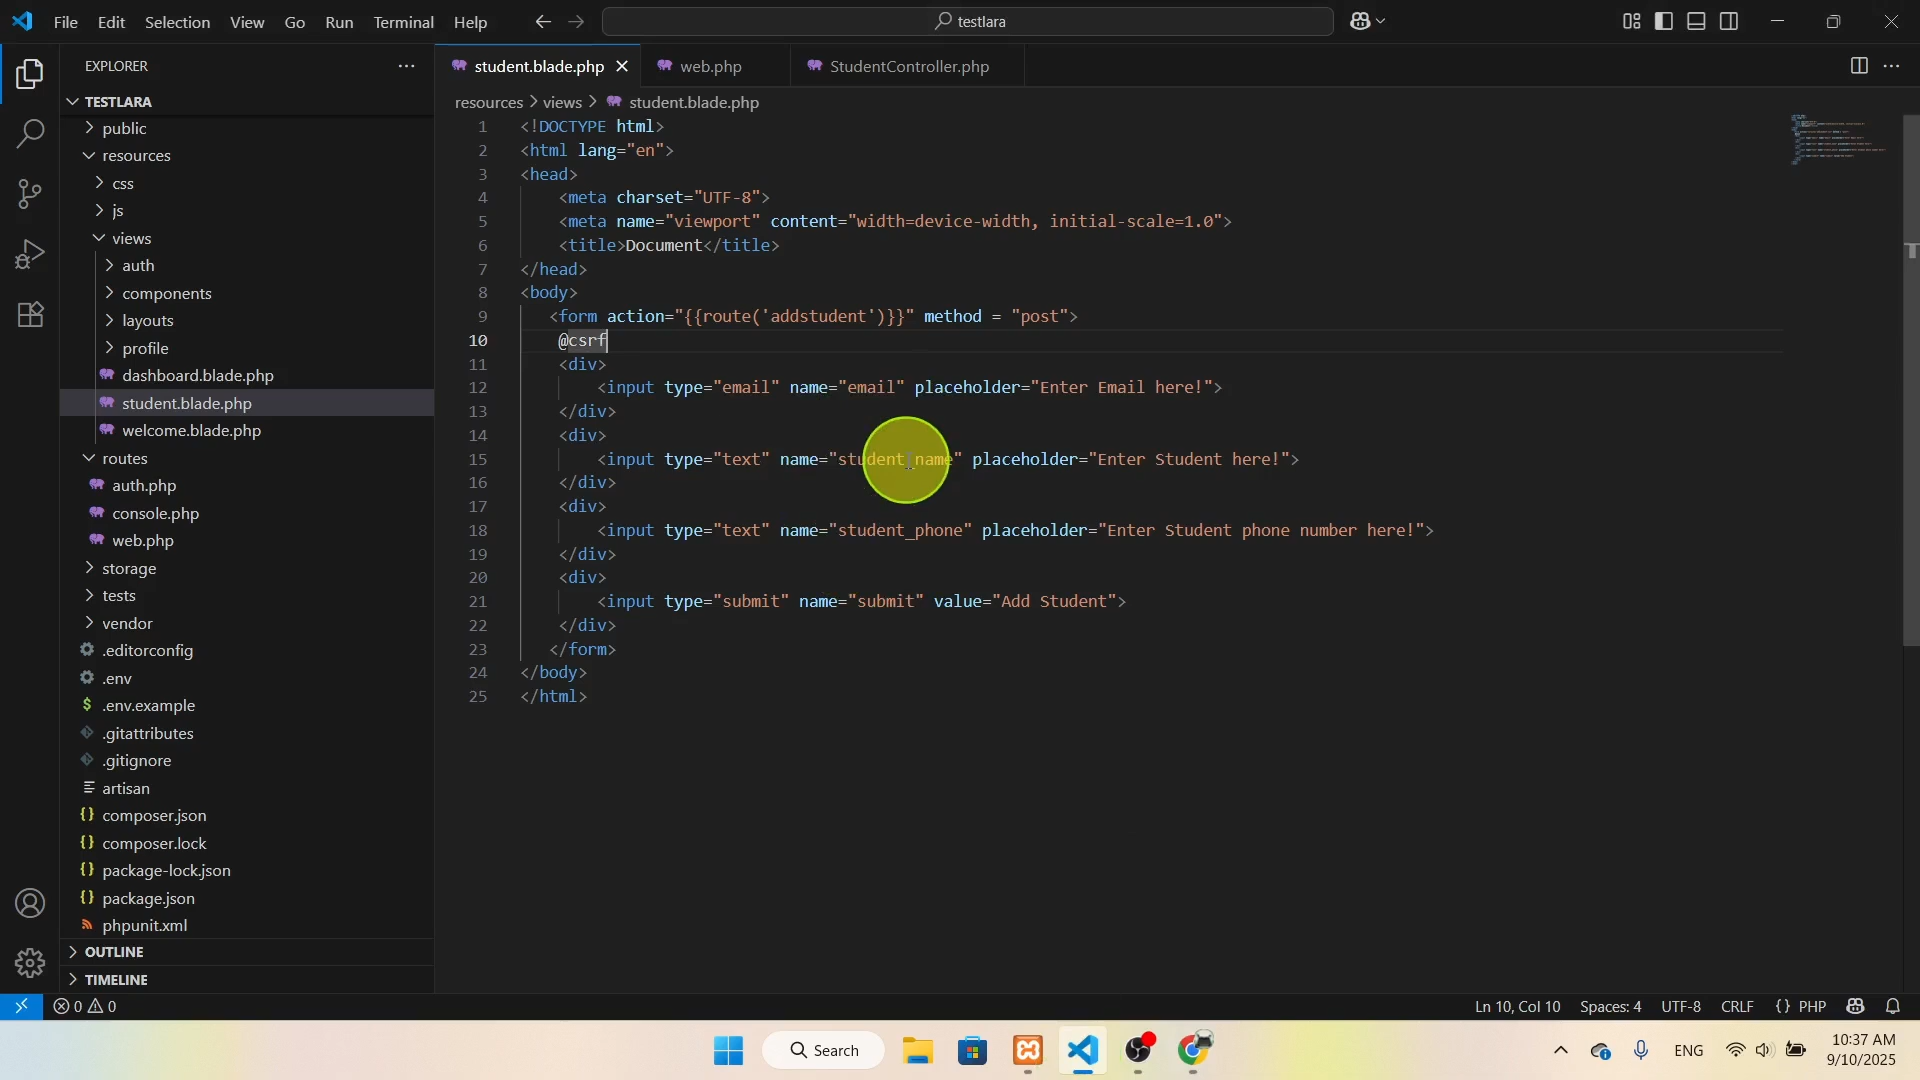 File Edit Selection View Go Run Terminal Help
testlara
EXPLORER
student.blade.php
web.php
StudentController.php
TESTLARA
public
resources
css
js
views
auth
components
layouts
profile
dashboard.blade.php
student.blade.php
welcome.blade.php
routes
auth.php
console.php
web.php
storage
tests
vendor
.editorconfig
.env
.env.example
.gitattributes
.gitignore
artisan
composer.json
composer.lock
package-lock.json
package.json
phpunit.xml
OUTLINE
TIMELINE
resources > views > student.blade.php
1 <!DOCTYPE html>
2 <html lang="en">
3 <head>
4 <meta charset="UTF-8">
5 <meta name="viewport" content="width=device-width, initial-scale=1.0">
6 <title>Document</title>
7 </head>
8 <body>
9 <form action="{{route('addstudent')}}" method = "post">
10 @csrf
11 <div>
12 <input type="email" name="email" placeholder="Enter Email here!">
13 </div>
14 <div>
15 <input type="text" name="student_name" placeholder="Enter Student here!">
16 </div>
17 <div>
18 <input type="text" name="student_phone" placeholder="Enter Student phone number here!">
19 </div>
20 <div>
21 <input type="submit" name="submit" value="Add Student">
22 </div>
23 </form>
24 </body>
25 </html>
0 0
Ln 10, Col 10 Spaces: 4 UTF-8 CRLF {} PHP
Search
ENG
10:37 AM
9/10/2025